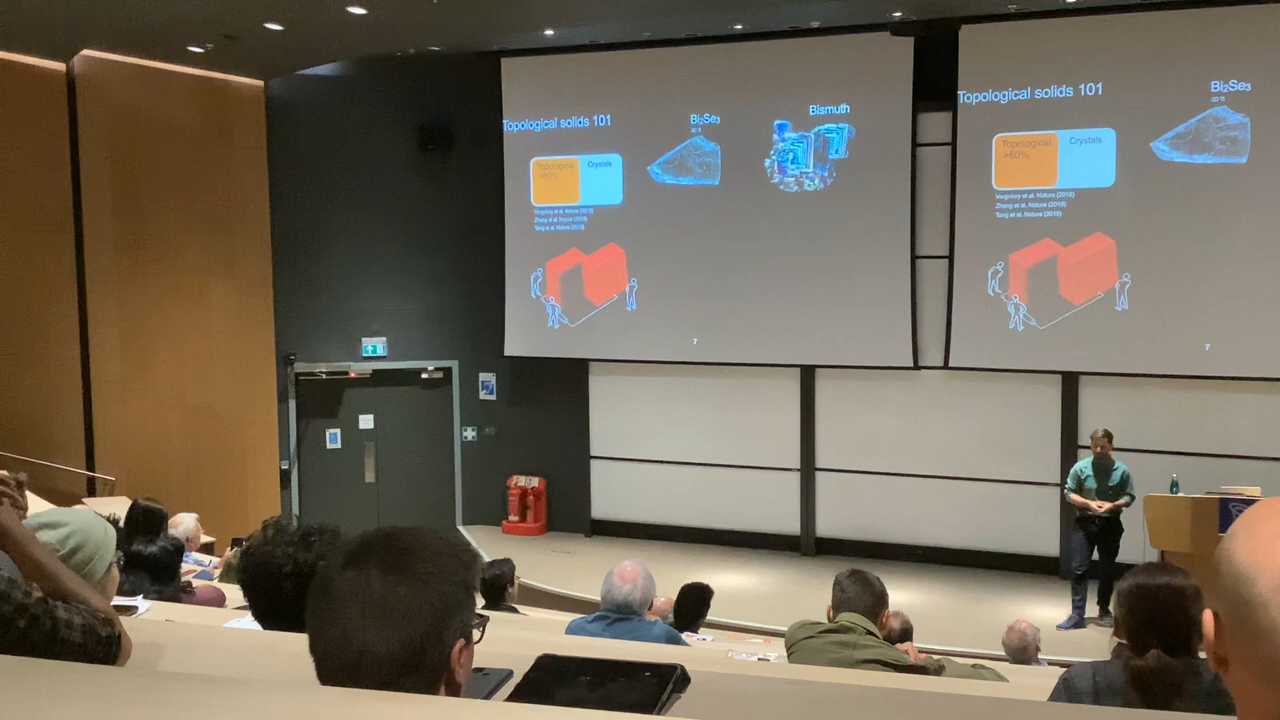 Topological solids 101
Bi₂Se₃
Bismuth
Topological
>50%
Crystals
Vergniory et al. Nature (2019)
Zhang et al. Nature (2019)
Tang et al. Nature (2019)
7
Topological solids 101
Bi₂Se₃
Topological
>50%
Crystals
Vergniory et al. Nature (2019)
Zhang et al. Nature (2019)
Tang et al. Nature (2019)
7